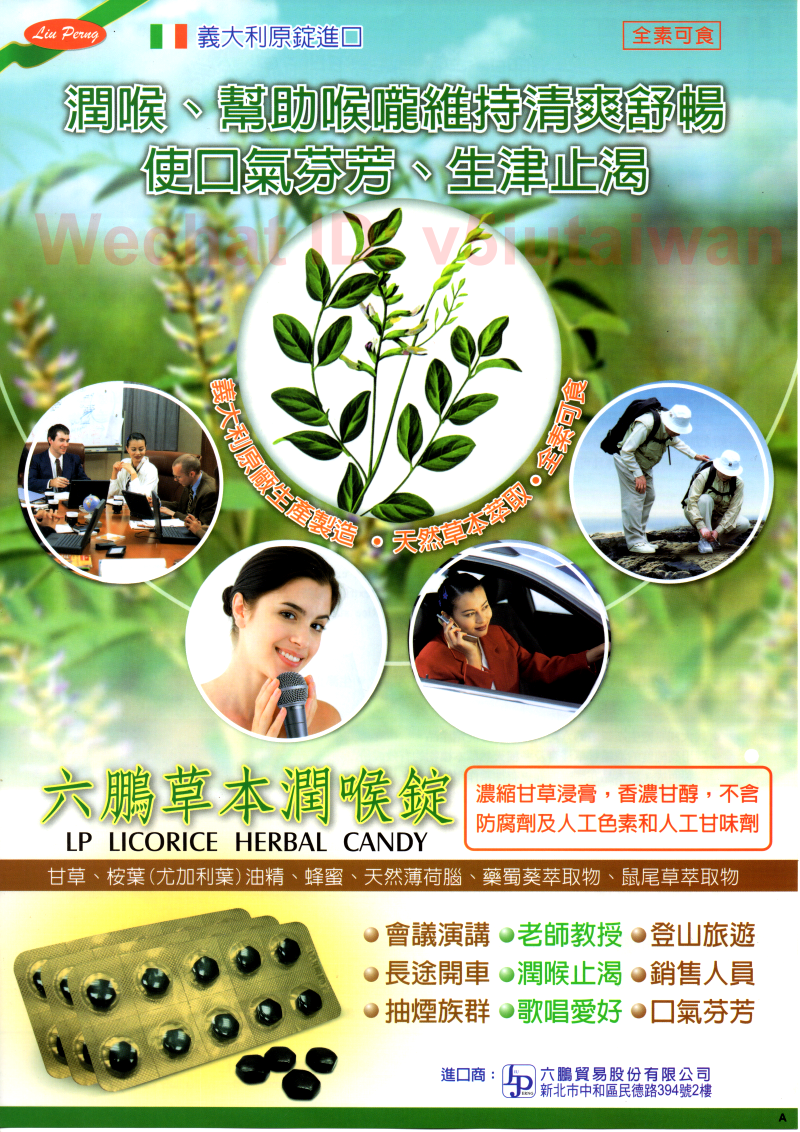 Liu Perng
義大利原錠進口
全素可食
潤喉、幫助喉嚨維持清爽舒暢
使口氣芬芳、生津止渴
Wechat ID: v5iutaiwan
義大利原廠生產製造・天然草本萃取・全素可食
六鵬草本潤喉錠
LP LICORICE HERBAL CANDY
濃縮甘草浸膏，香濃甘醇，不含
防腐劑及人工色素和人工甘味劑
甘草、桉葉(尤加利葉)油精、蜂蜜、天然薄荷腦、藥蜀葵萃取物、鼠尾草萃取物
會議演講 老師教授 登山旅遊
長途開車 潤喉止渴 銷售人員
抽煙族群 歌唱愛好 口氣芬芳
進口商：LP PERNG 六鵬貿易股份有限公司
新北市中和區民德路394號2樓
A